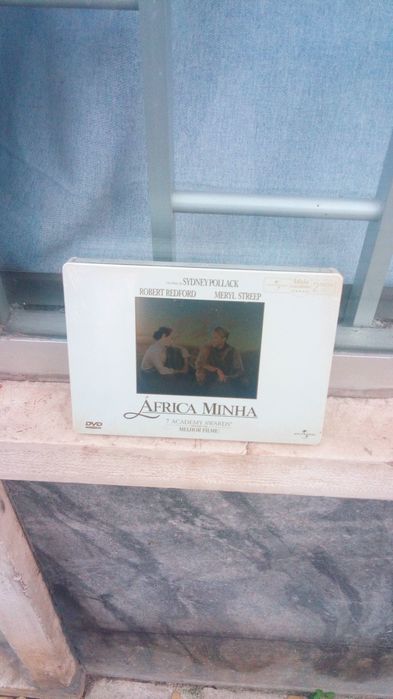 SYDNEY POLLACK
ROBERT REDFORD MERYL STREEP
ÁFRICA MINHA
7 ACADEMY AWARDS
MELHOR FILME
DVD